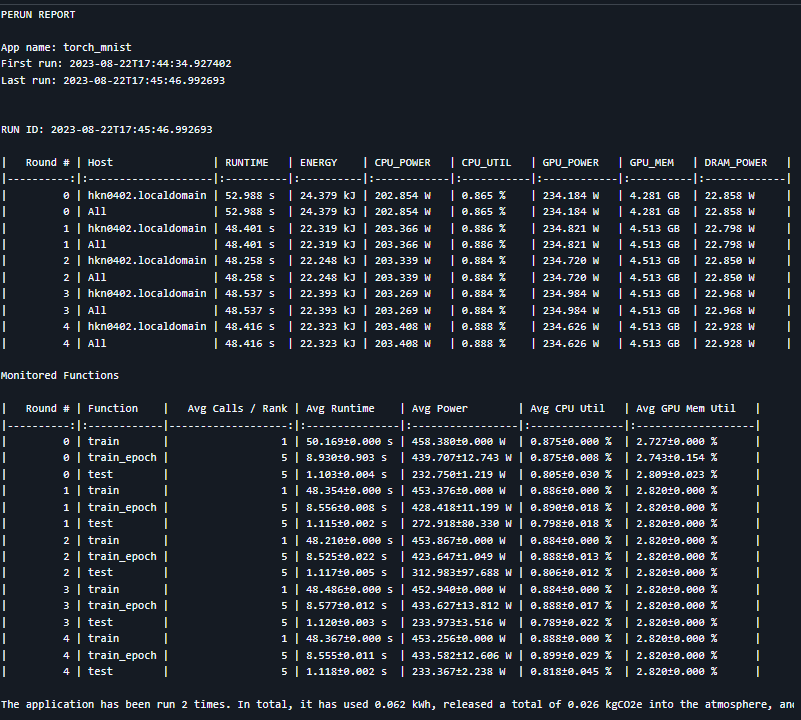 PERUN REPORT
App name: torch_mnist
First run: 2023-08-22T17:44:34.927402
Last run: 2023-08-22T17:45:46.992693
RUN ID: 2023-08-22T17:45:46.992693
| Round # | Host | RUNTIME | ENERGY | CPU_POWER | CPU_UTIL | GPU_POWER | GPU_MEM | DRAM_POWER |
|----------:|:--------------------|:----------|:----------|:------------|:-----------|:------------|:----------|:-------------|
| 0 | hkn0402.localdomain | 52.988 s | 24.379 kJ | 202.854 W | 0.865 % | 234.184 W | 4.281 GB | 22.858 W |
| 0 | All | 52.988 s | 24.379 kJ | 202.854 W | 0.865 % | 234.184 W | 4.281 GB | 22.858 W |
| 1 | hkn0402.localdomain | 48.401 s | 22.319 kJ | 203.366 W | 0.886 % | 234.821 W | 4.513 GB | 22.798 W |
| 1 | All | 48.401 s | 22.319 kJ | 203.366 W | 0.886 % | 234.821 W | 4.513 GB | 22.798 W |
| 2 | hkn0402.localdomain | 48.258 s | 22.248 kJ | 203.339 W | 0.884 % | 234.720 W | 4.513 GB | 22.850 W |
| 2 | All | 48.258 s | 22.248 kJ | 203.339 W | 0.884 % | 234.720 W | 4.513 GB | 22.850 W |
| 3 | hkn0402.localdomain | 48.537 s | 22.393 kJ | 203.269 W | 0.884 % | 234.984 W | 4.513 GB | 22.968 W |
| 3 | All | 48.537 s | 22.393 kJ | 203.269 W | 0.884 % | 234.984 W | 4.513 GB | 22.968 W |
| 4 | hkn0402.localdomain | 48.416 s | 22.323 kJ | 203.408 W | 0.888 % | 234.626 W | 4.513 GB | 22.928 W |
| 4 | All | 48.416 s | 22.323 kJ | 203.408 W | 0.888 % | 234.626 W | 4.513 GB | 22.928 W |
Monitored Functions
| Round # | Function | Avg Calls / Rank | Avg Runtime | Avg Power | Avg CPU Util | Avg GPU Mem Util |
|----------:|:------------|-------------------:|:---------------|:-----------------|:---------------|:-------------------|
| 0 | train | 1 | 50.169±0.000 s | 458.380±0.000 W | 0.875±0.000 % | 2.727±0.000 % |
| 0 | train_epoch | 5 | 8.930±0.903 s | 439.707±12.743 W | 0.875±0.008 % | 2.743±0.154 % |
| 0 | test | 5 | 1.103±0.004 s | 232.750±1.219 W | 0.805±0.030 % | 2.809±0.023 % |
| 1 | train | 1 | 48.354±0.000 s | 453.376±0.000 W | 0.886±0.000 % | 2.820±0.000 % |
| 1 | train_epoch | 5 | 8.556±0.008 s | 428.418±11.199 W | 0.890±0.018 % | 2.820±0.000 % |
| 1 | test | 5 | 1.115±0.002 s | 272.918±80.330 W | 0.798±0.018 % | 2.820±0.000 % |
| 2 | train | 1 | 48.210±0.000 s | 453.867±0.000 W | 0.884±0.000 % | 2.820±0.000 % |
| 2 | train_epoch | 5 | 8.525±0.022 s | 423.647±1.049 W | 0.888±0.013 % | 2.820±0.000 % |
| 2 | test | 5 | 1.117±0.005 s | 312.983±97.688 W | 0.806±0.012 % | 2.820±0.000 % |
| 3 | train | 1 | 48.486±0.000 s | 452.940±0.000 W | 0.884±0.000 % | 2.820±0.000 % |
| 3 | train_epoch | 5 | 8.577±0.012 s | 433.627±13.812 W | 0.888±0.017 % | 2.820±0.000 % |
| 3 | test | 5 | 1.120±0.003 s | 233.973±3.516 W | 0.789±0.022 % | 2.820±0.000 % |
| 4 | train | 1 | 48.367±0.000 s | 453.256±0.000 W | 0.888±0.000 % | 2.820±0.000 % |
| 4 | train_epoch | 5 | 8.555±0.011 s | 433.582±12.606 W | 0.899±0.029 % | 2.820±0.000 % |
| 4 | test | 5 | 1.118±0.002 s | 233.367±2.238 W | 0.818±0.045 % | 2.820±0.000 % |
The application has been run 2 times. In total, it has used 0.062 kWh, released a total of 0.026 kgCO2e into the atmosphere, and